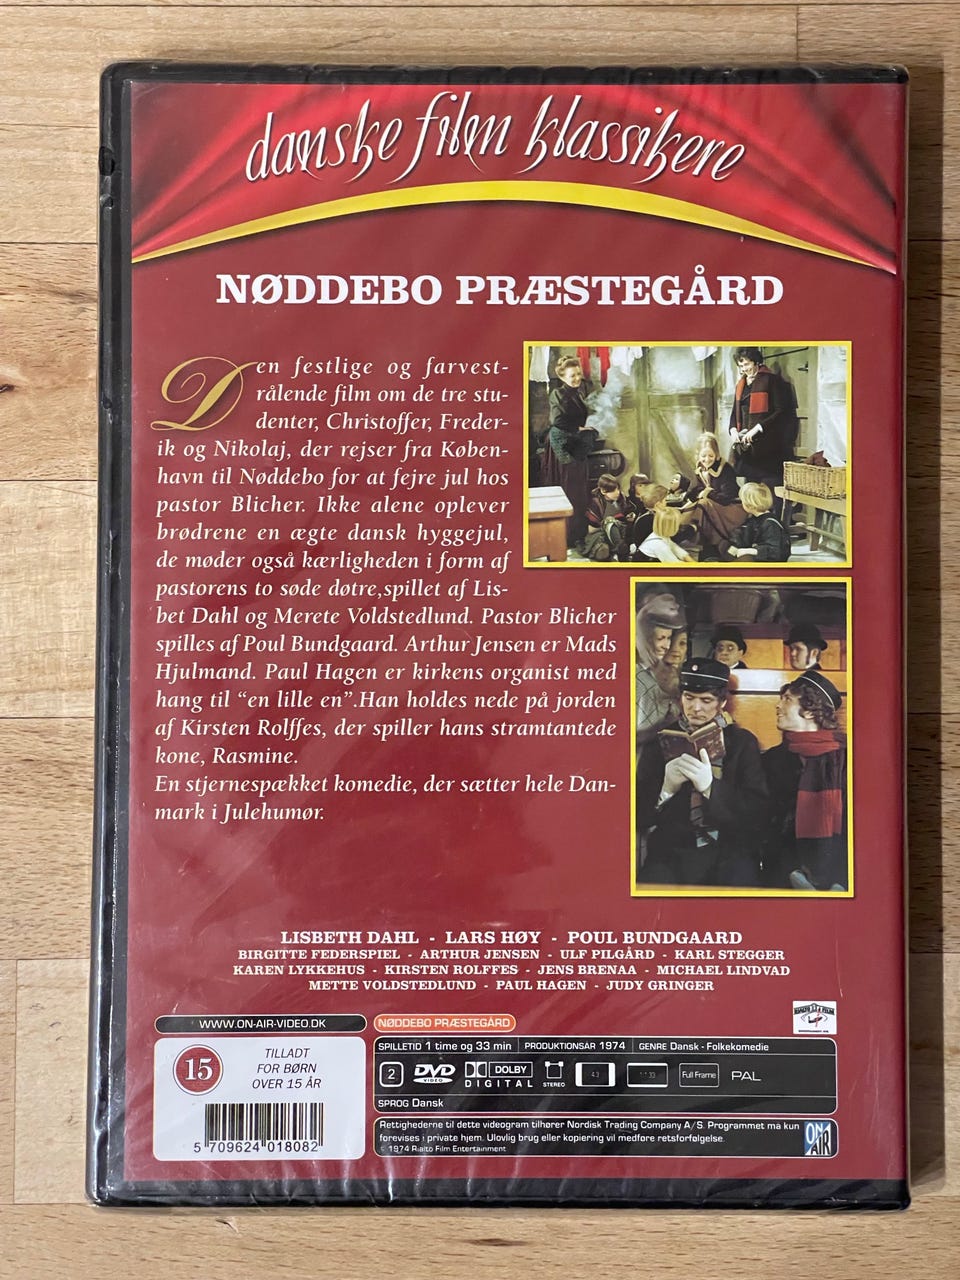 danske film klassikere
NØDDEBO PRÆSTEGÅRD
Den festlige og farvest-
rålende film om de tre stu-
denter, Christoffer, Freder-
ik og Nikolaj, der rejser fra Køben-
havn til Nøddebo for at fejre jul hos
pastor Blicher. Ikke alene oplever
brødrene en ægte dansk hyggejul,
de møder også kærligheden i form af
pastorens to søde døtre,spillet af Lis-
bet Dahl og Merete Voldstedlund. Pastor Blicher
spilles af Poul Bundgaard. Arthur Jensen er Mads
Hjulmand. Paul Hagen er kirkens organist med
hang til “en lille en”.Han holdes nede på jorden
af Kirsten Rolffes, der spiller hans stramtantede
kone, Rasmine.
En stjernespækket komedie, der sætter hele Dan-
mark i Julehumør.
LISBETH DAHL - LARS HØY - POUL BUNDGAARD
BIRGITTE FEDERSPIEL - ARTHUR JENSEN - ULF PILGÅRD - KARL STEGGER
KAREN LYKKEHUS - KIRSTEN ROLFFES - JENS BRENAA - MICHAEL LINDVAD
METTE VOLDSTEDLUND - PAUL HAGEN - JUDY GRINGER
WWW.ON-AIR-VIDEO.DK
NØDDEBO PRÆSTEGÅRD
15
TILLADT
FOR BØRN
OVER 15 ÅR
5 709624 018082
SPILLETID 1 time og 33 min PRODUKTIONSÅR 1974 GENRE Dansk - Folkekomedie
2 DVD VIDEO DOLBY DIGITAL STEREO 4:3 1:1.33 Full Frame PAL
SPROG Dansk
Rettighederne til dette videogram tilhører Nordisk Trading Company A/S. Programmet må kun
forevises i private hjem. Ulovlig brug eller kopiering vil medføre retsforfølgelse.
© 1974 Rialto Film Entertainment
ON AIR